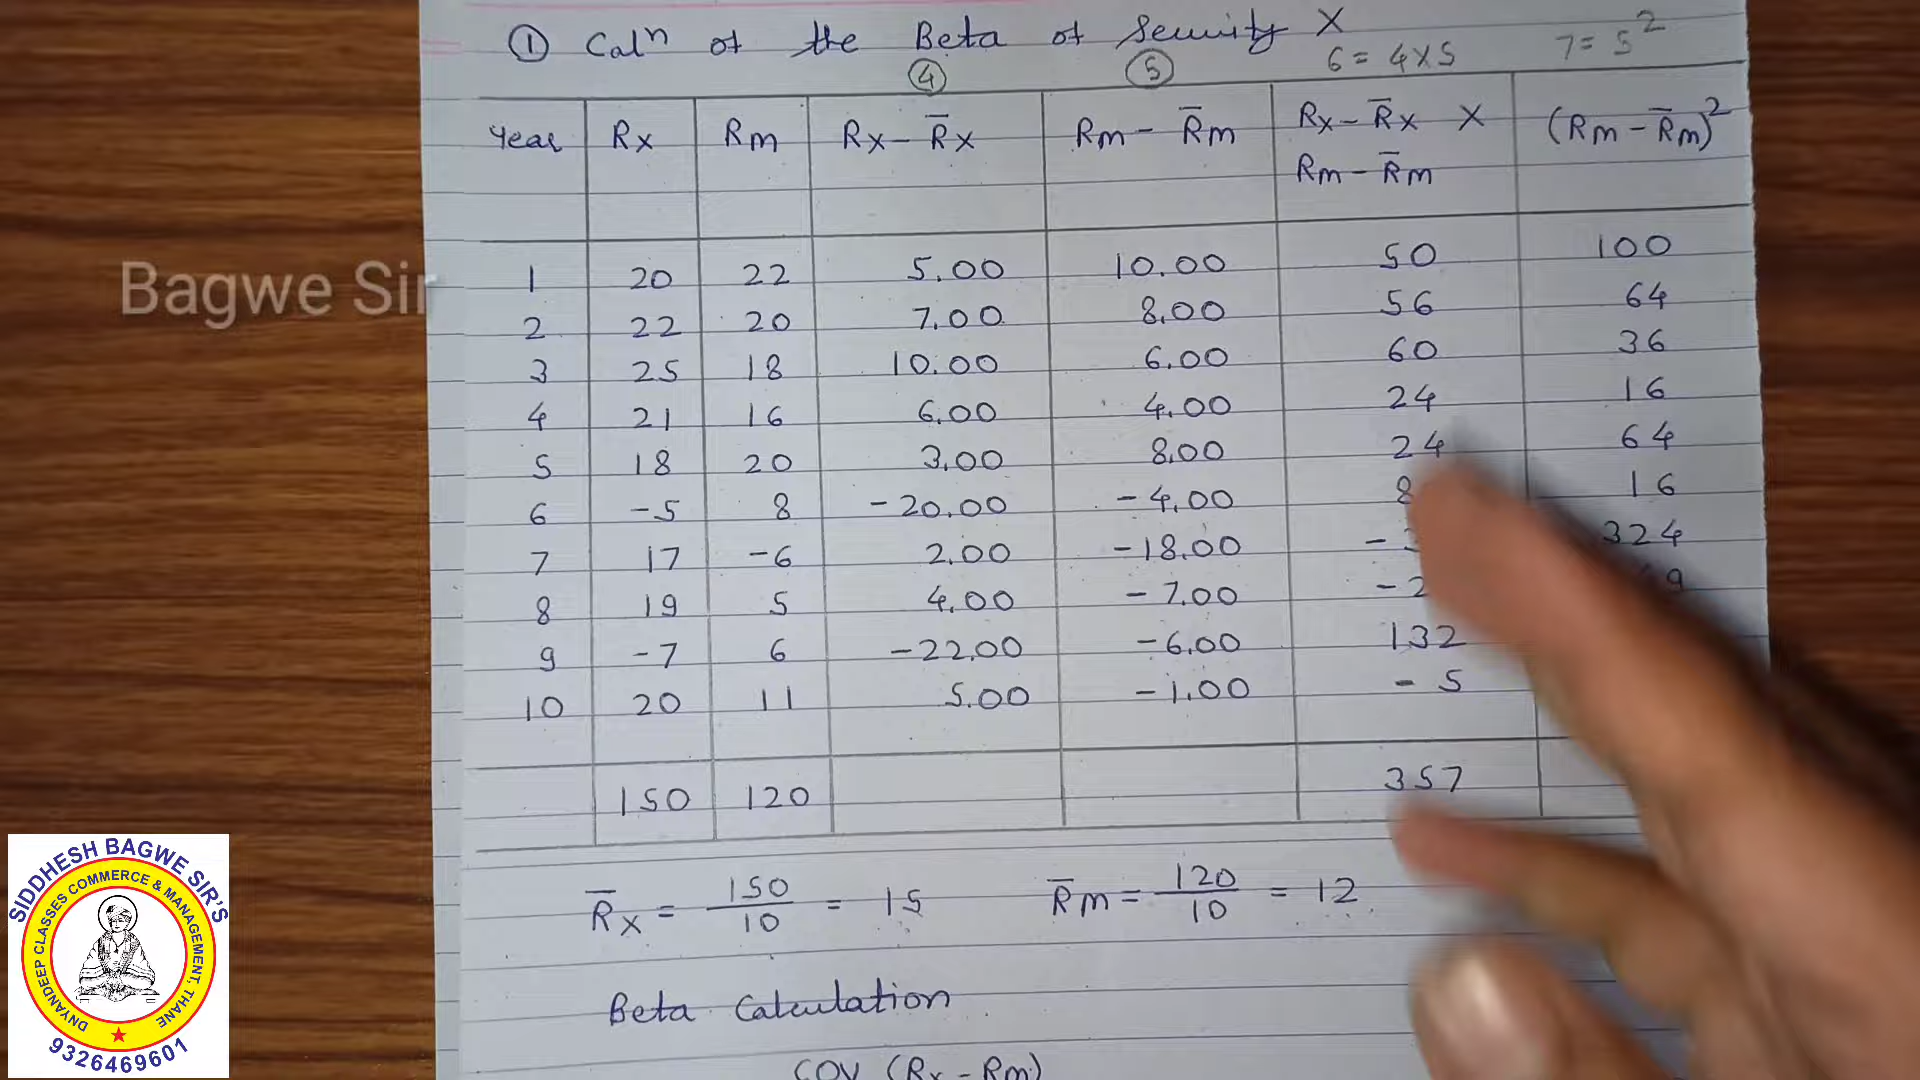 ① Calⁿ of the Beta of Security X
④ ⑤ 6 = 4X5 7 = 5²
Year Rx Rm Rx - R̅x Rm - R̅m Rx - R̅x X (Rm - R̅m)²
Rm - R̅m
1 20 22 5.00 10.00 50 100
2 22 20 7.00 8.00 56 64
3 25 18 10.00 6.00 60 36
4 21 16 6.00 4.00 24 16
5 18 20 3.00 8.00 24 64
6 -5 8 -20.00 -4.00 8 16
7 17 -6 2.00 -18.00 - 324
8 19 5 4.00 -7.00 -2 9
9 -7 6 -22.00 -6.00 132
10 20 11 5.00 -1.00 -5
150 120 357
R̅x = 150/10 = 15 R̅m = 120/10 = 12
Beta Calculation
COV (Rx - Rm)
Bagwe Sir
SIDDHESH BAGWE SIR'S
DNYANDEEP CLASSES COMMERCE & MANAGEMENT, THANE
9326469601